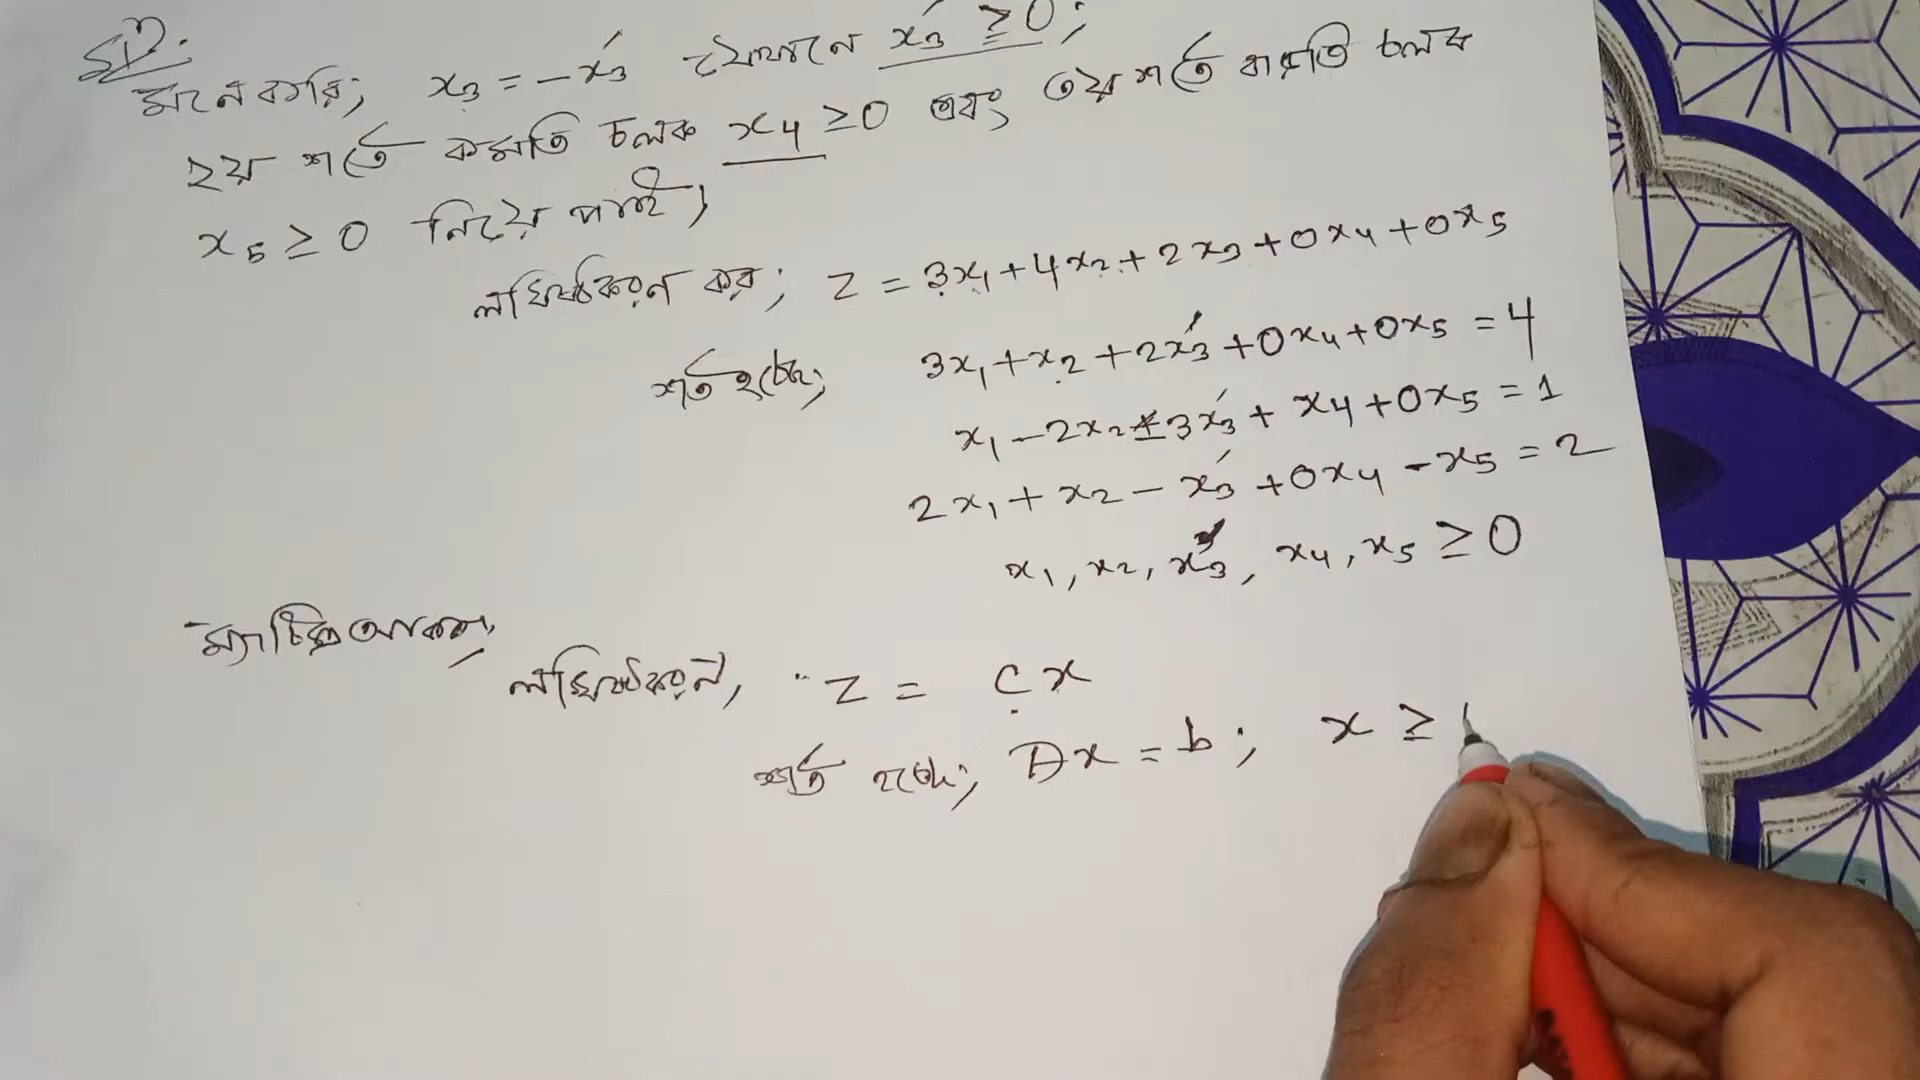 Sol<sup>n</sup>:
মনেকরি; x₃ = -x₃′ যেখানে x₃′ ≥ 0;
২য় শর্তে কমতি চলক x₄ ≥ 0 এবং ৩য় শর্তে বাড়তি চলক
x₅ ≥ 0 নিয়ে পাই,
লঘিষ্ঠকরণ কর; Z = 3x₁ + 4x₂ + 2x₃ + 0x₄ + 0x₅
শর্ত হচ্ছে; 3x₁ + x₂ + 2x₃′ + 0x₄ + 0x₅ = 4
x₁ - 2x₂ ± 3x₃′ + x₄ + 0x₅ = 1
2x₁ + x₂ - x₃′ + 0x₄ - x₅ = 2
x₁, x₂, x₃′, x₄, x₅ ≥ 0
ম্যাট্রিক্স আকার,
লঘিষ্ঠকরণ, Z = cx
শর্ত হচ্ছে; Ax = b; x ≥